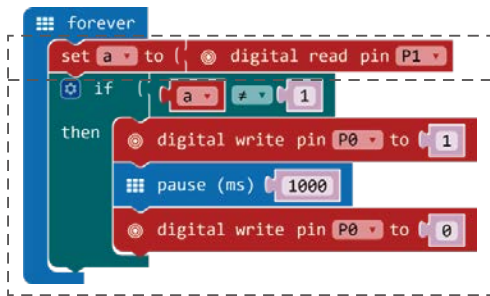 forever
set a to ( digital read pin P1
if ( a ≠ 1
then
digital write pin P0 to 1
pause (ms) 1000
digital write pin P0 to 0